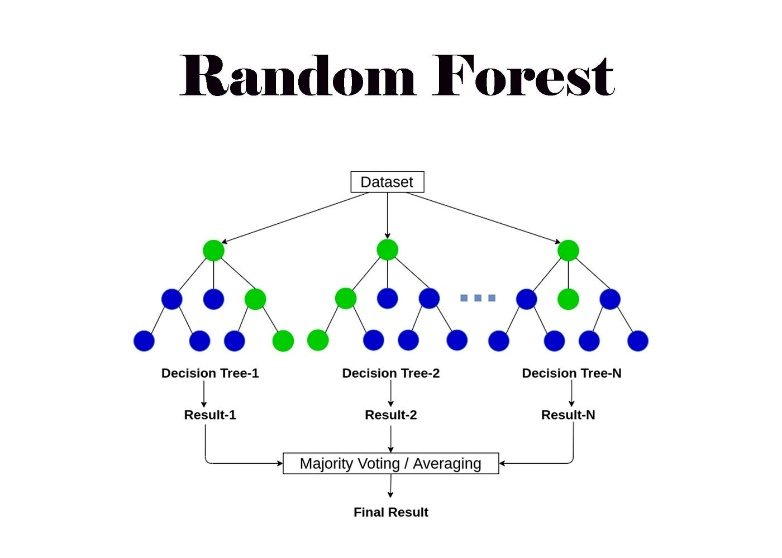 Random Forest
Dataset
Decision Tree-1 Decision Tree-2 Decision Tree-N
Result-1 Result-2 Result-N
Majority Voting / Averaging
Final Result